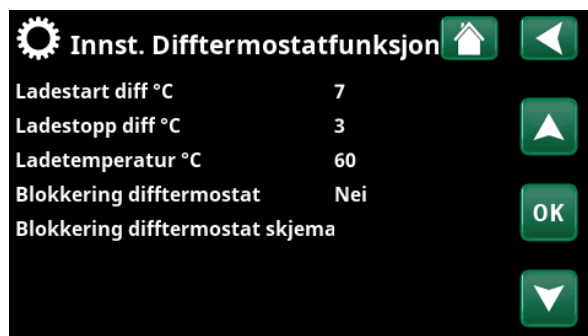 Innst. Difftermostatfunksjon
Ladestart diff °C 7
Ladestopp diff °C 3
Ladetemperatur °C 60
Blokkering difftermostat Nei
OK
Blokkering difftermostat skjema